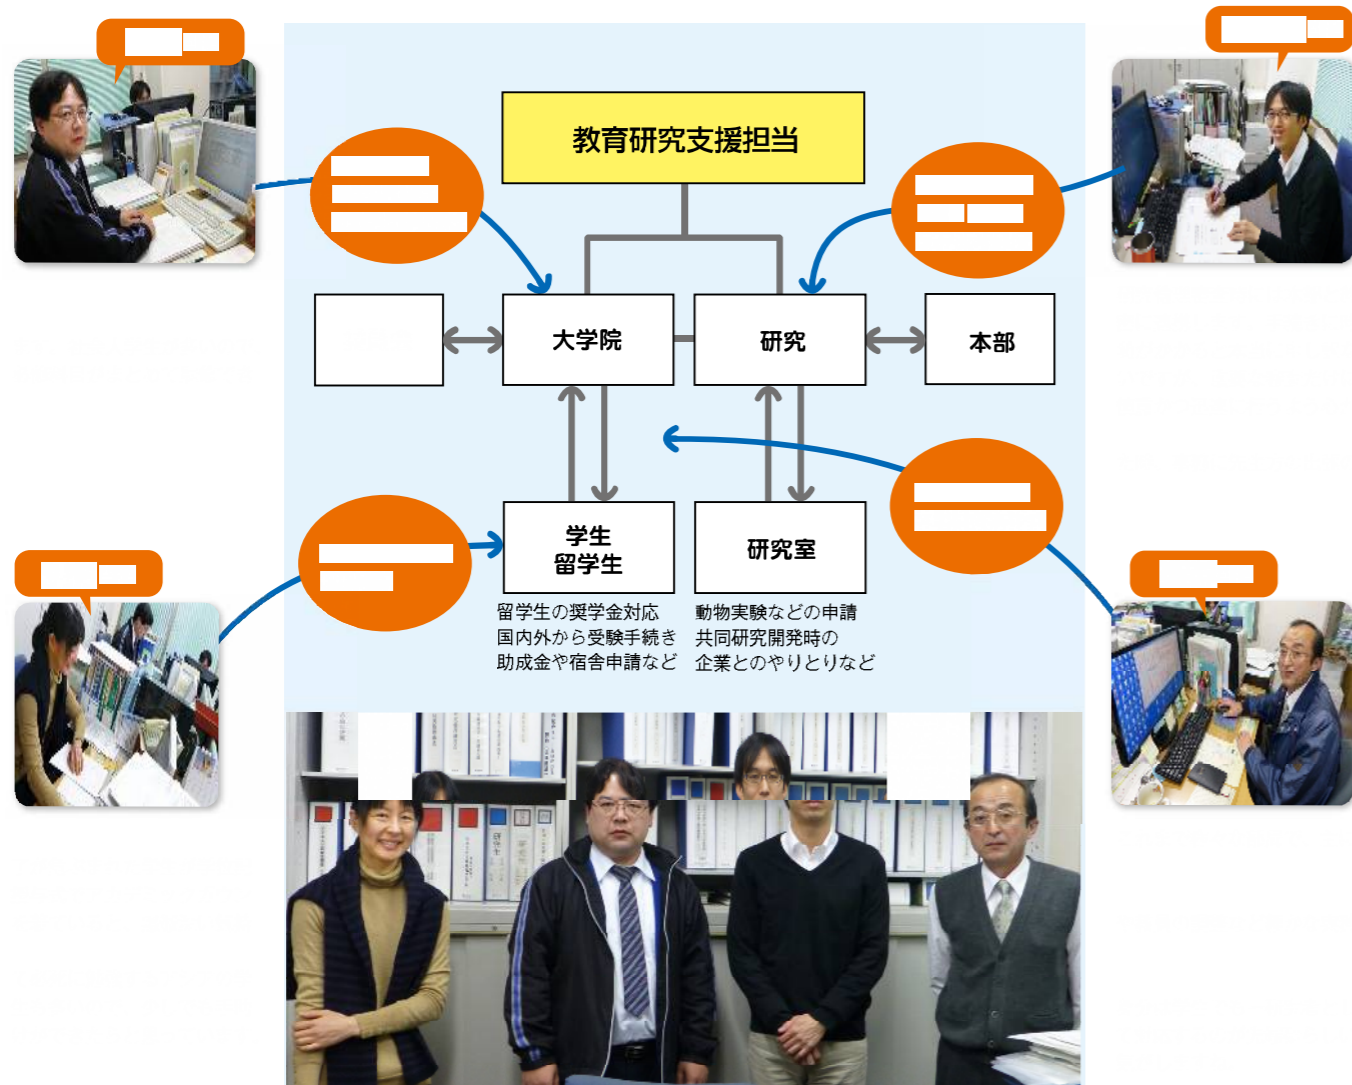 教育研究支援担当
大学院
研究
本部
学生
留学生
研究室
留学生の奨学金対応
国内外から受験手続き
助成金や宿舎申請など
動物実験などの申請
共同研究開発時の
企業とのやりとりなど